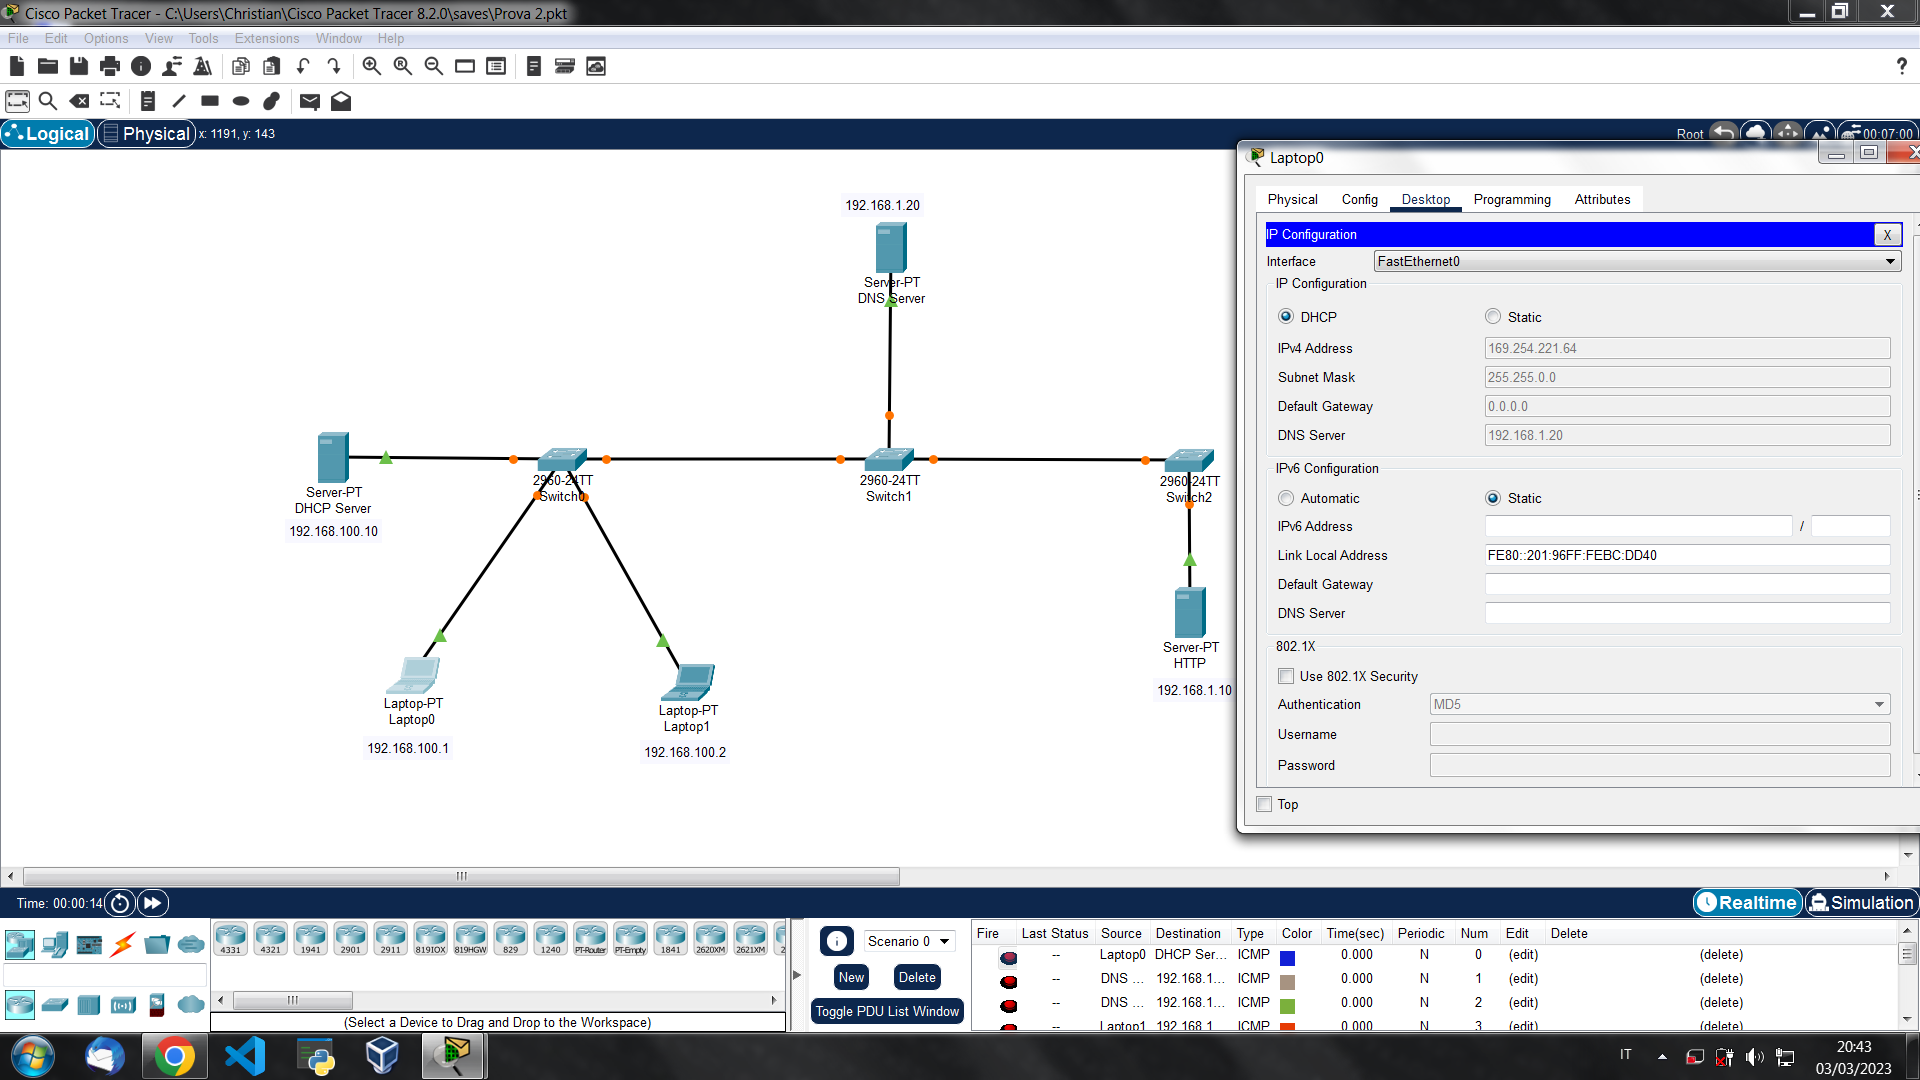 Cisco Packet Tracer - C:\Users\Christian\Cisco Packet Tracer 8.2.0\saves\Prova 2.pkt
File Edit Options View Tools Extensions Window Help
Logical Physical x: 1191, y: 143
Root 00:07:00
192.168.1.20
Server-PT
DNS Server
Server-PT
DHCP Server
192.168.100.10
2960-24TT
Switch0
2960-24TT
Switch1
2960-24TT
Switch2
Server-PT
HTTP
192.168.1.10
Laptop-PT
Laptop0
192.168.100.1
Laptop-PT
Laptop1
192.168.100.2
Laptop0
Physical Config Desktop Programming Attributes
IP Configuration X
Interface FastEthernet0
IP Configuration
DHCP Static
IPv4 Address 169.254.221.64
Subnet Mask 255.255.0.0
Default Gateway 0.0.0.0
DNS Server 192.168.1.20
IPv6 Configuration
Automatic Static
IPv6 Address /
Link Local Address FE80::201:96FF:FEBC:DD40
Default Gateway
DNS Server
802.1X
Use 802.1X Security
Authentication MD5
Username
Password
Top
Time: 00:00:14
Realtime Simulation
4331 4321 1941 2901 2911 819IOX 819HGW 829 1240 PT-Router PT-Empty 1841 2620XM 2621XM 2
(Select a Device to Drag and Drop to the Workspace)
Scenario 0
New Delete
Toggle PDU List Window
Fire Last Status Source Destination Type Color Time(sec) Periodic Num Edit Delete
-- Laptop0 DHCP Ser... ICMP 0.000 N 0 (edit) (delete)
-- DNS ... 192.168.1... ICMP 0.000 N 1 (edit) (delete)
-- DNS ... 192.168.1... ICMP 0.000 N 2 (edit) (delete)
-- Laptop1 192.168.1 ICMP 0.000 N 3 (edit) (delete)
IT
20:43
03/03/2023